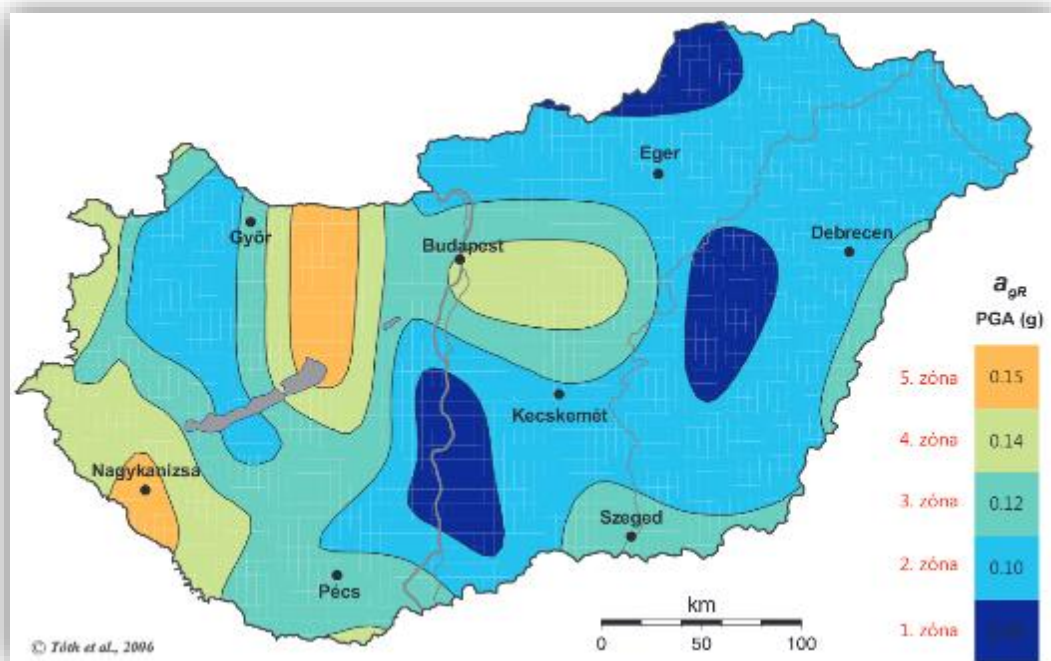 Eger
Győr
Budapest
Debrecen
Kecskemét
Nagykanizsa
Szeged
Pécs
km
0 50 100
© Tóth et al., 2006
a_gR
PGA (g)
5. zóna 0.15
4. zóna 0.14
3. zóna 0.12
2. zóna 0.10
1. zóna